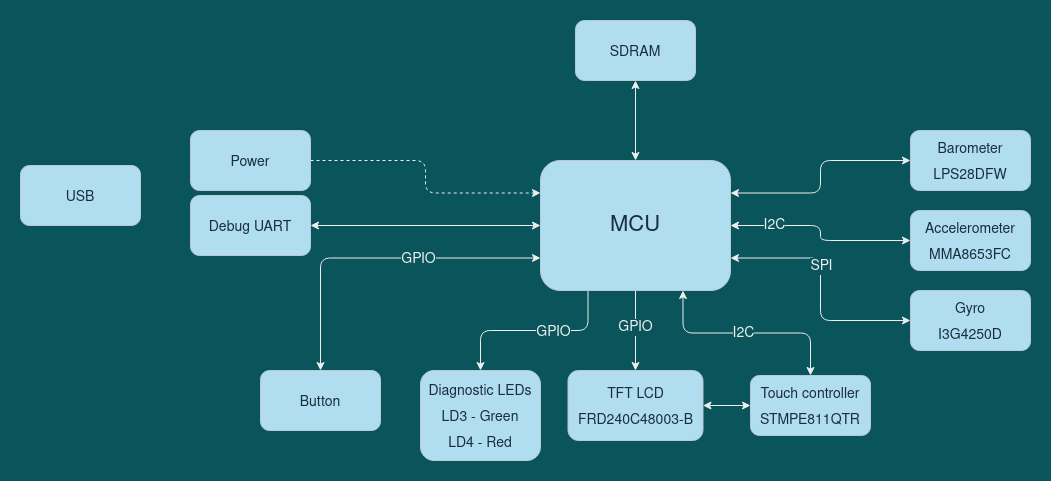 SDRAM
Power
Barometer
LPS28DFW
USB
Debug UART
MCU
I2C
Accelerometer
MMA8653FC
GPIO
SPI
Gyro
I3G4250D
GPIO
GPIO
I2C
Button
Diagnostic LEDs
LD3 - Green
LD4 - Red
TFT LCD
FRD240C48003-B
Touch controller
STMPE811QTR